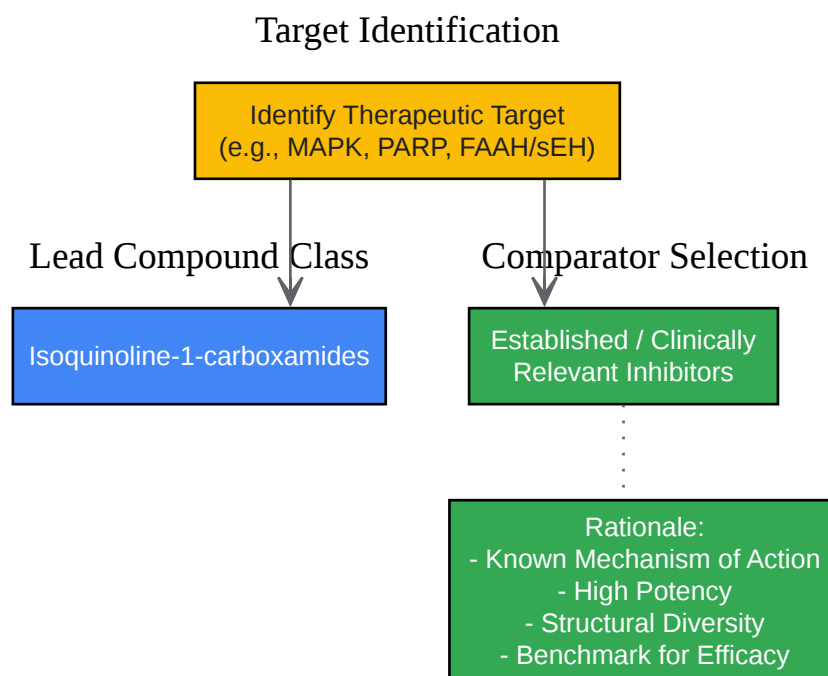 Target Identification
Identify Therapeutic Target
(e.g., MAPK, PARP, FAAH/sEH)
Lead Compound Class
Comparator Selection
Isoquinoline-1-carboxamides
Established / Clinically
Relevant Inhibitors
Rationale:
- Known Mechanism of Action
- High Potency
- Structural Diversity
- Benchmark for Efficacy